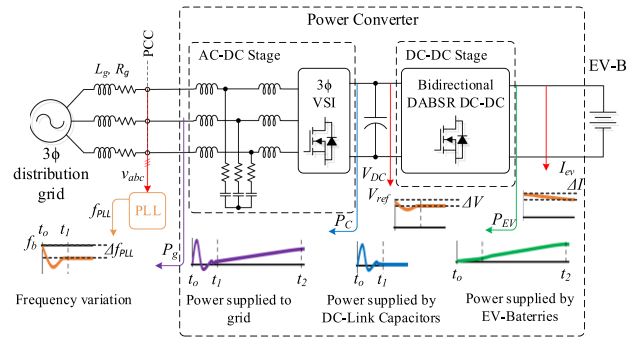 Power Converter
PCC
AC-DC Stage
DC-DC Stage
EV-B
Lg, Rg
3ϕ
VSI
Bidirectional
DABSR DC-DC
3ϕ
distribution
grid
vabc
fPLL
PLL
VDC
Vref
Iev
ΔI
ΔV
PC
PEV
Pg
to
t1
fb
ΔfPLL
to
t1
t2
to
t1
to
t2
Frequency variation
Power supplied to
grid
Power supplied by
DC-Link Capacitors
Power supplied by
EV-Baterries